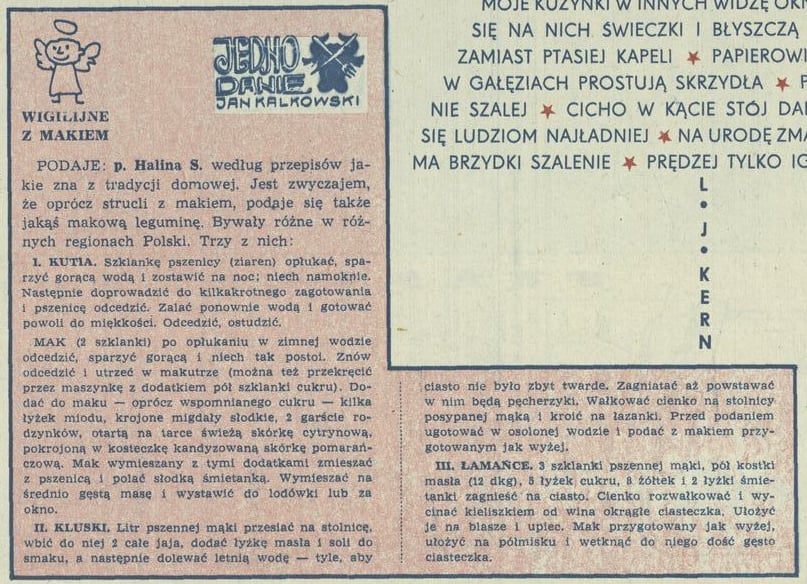 WIGILIJNE
Z MAKIEM
JEDNO
DANIE
JAN KALKOWSKI
PODAJE: p. Halina S. według przepisów ja-
kie zna z tradycji domowej. Jest zwyczajem,
że oprócz strucli z makiem, podaje się także
jakąś makową leguminę. Bywały różne w róż-
nych regionach Polski. Trzy z nich:
I. KUTIA. Szklankę pszenicy (ziaren) opłukać, spa-
rzyć gorącą wodą i zostawić na noc; niech namoknie.
Następnie doprowadzić do kilkakrotnego zagotowania
i pszenicę odcedzić. Zalać ponownie wodą i gotować
powoli do miękkości. Odcedzić, ostudzić.
MAK (2 szklanki) po opłukaniu w zimnej wodzie
odcedzić, sparzyć gorącą i niech tak postoi. Znów
odcedzić i utrzeć w makutrze (można też przekręcić
przez maszynkę z dodatkiem pół szklanki cukru). Do-
dać do maku — oprócz wspomnianego cukru — kilka
łyżek miodu, krojone migdały słodkie, 2 garście ro-
dzynków, otartą na tarce świeżą skórkę cytrynową,
pokrojoną w kosteczkę kandyzowaną skórkę pomarań-
czową. Mak wymieszany z tymi dodatkami zmieszać
z pszenicą i polać słodką śmietanką. Wymieszać na
średnio gęstą masę i wystawić do lodówki lub za
okno.
II. KLUSKI. Litr pszennej mąki przesiać na stolnicę,
wbić do niej 2 całe jaja, dodać łyżkę masła i soli do
smaku, a następnie dolewać letnią wodę — tyle, aby
ciasto nie było zbyt twarde. Zagniatać aż powstawać
w nim będą pęcherzyki. Wałkować cienko na stolnicy
posypanej mąką i kroić na łazanki. Przed podaniem
ugotować w osolonej wodzie i podać z makiem przy-
gotowanym jak wyżej.
III. ŁAMAŃCE. 3 szklanki pszennej mąki, pół kostki
masła (12 dkg), 5 łyżek cukru, 8 żółtek i 2 łyżki śmie-
tanki zagnieść na ciasto. Cienko rozwałkować i wy-
cinać kieliszkiem od wina okrągłe ciasteczka. Ułożyć
je na blasze i upiec. Mak przygotowany jak wyżej,
ułożyć na półmisku i wetknąć do niego dość gęsto
ciasteczka.
MOJE KUZYNKI W INNYCH WIDZĘ
SIĘ NA NICH ŚWIECZKI I BŁYSZCZĄ
ZAMIAST PTASIEJ KAPELI ★ PAPIEROWI
W GAŁĘZIACH PROSTUJĄ SKRZYDŁA ★
NIE SZALEJ ★ CICHO W KĄCIE STÓJ
SIĘ LUDZIOM NAJŁADNIEJ ★ NA URODĘ
MA BRZYDKI SZALENIE ★ PRĘDZEJ TYLKO
L
•
J
•
K
E
R
N